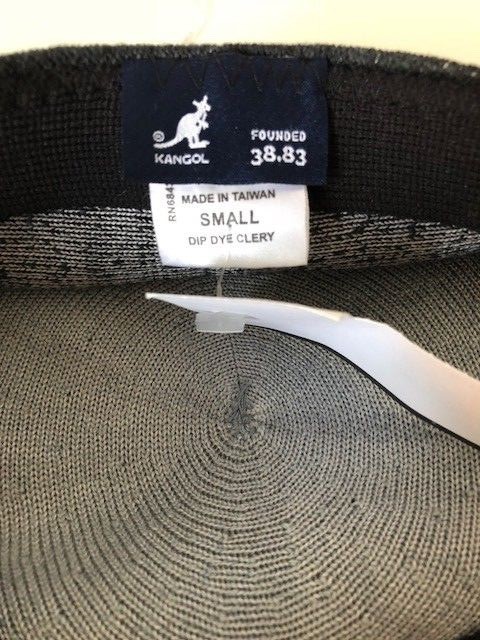 ®
KANGOL
FOUNDED
38.83
MADE IN TAIWAN
SMALL
DIP DYE CLERY